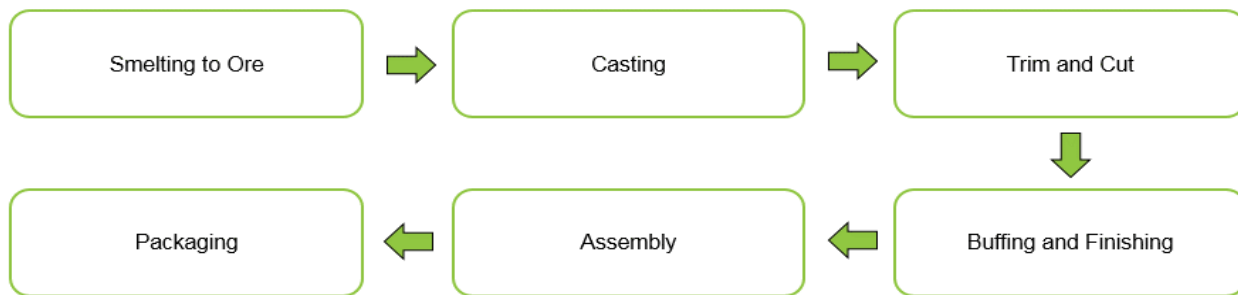 Smelting to Ore
Casting
Trim and Cut
Buffing and Finishing
Assembly
Packaging